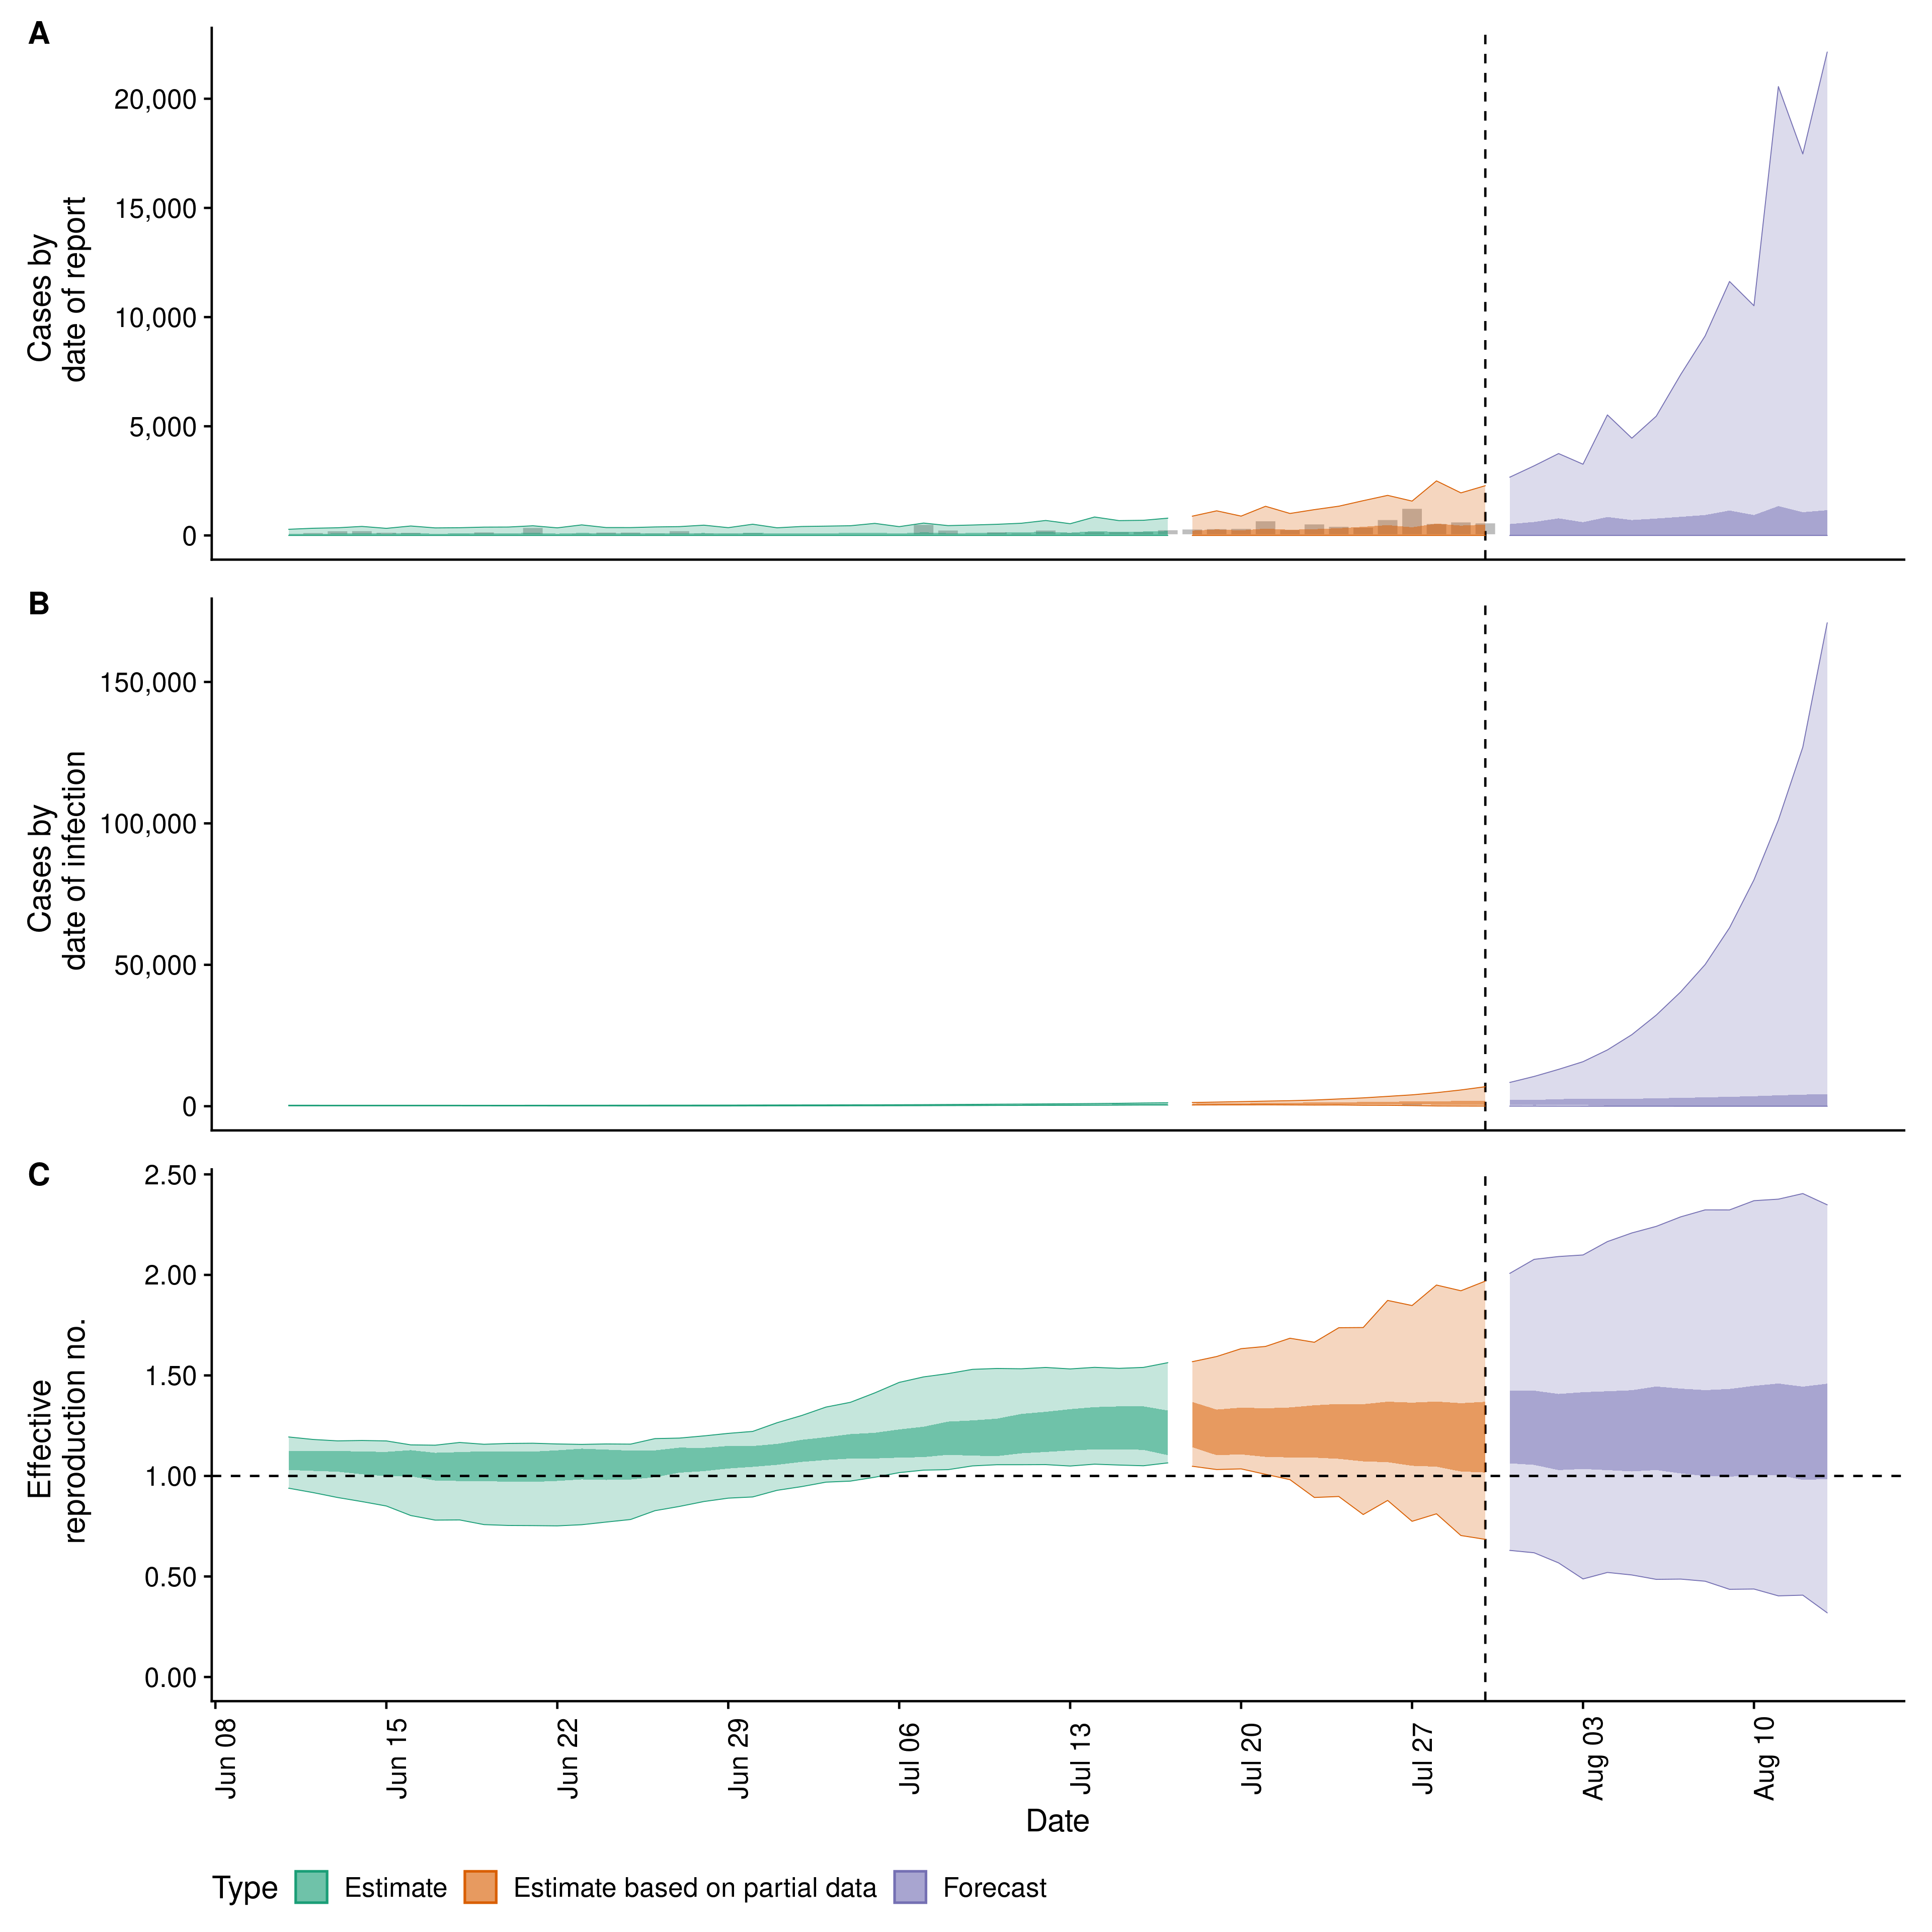 A
20,000
15,000
10,000
5,000
0
Cases by
date of report
B
150,000
100,000
50,000
0
Cases by
date of infection
C
2.50
2.00
1.50
1.00
0.50
0.00
Effective
reproduction no.
Jun 08
Jun 15
Jun 22
Jun 29
Jul 06
Jul 13
Jul 20
Jul 27
Aug 03
Aug 10
Date
Type Estimate Estimate based on partial data Forecast